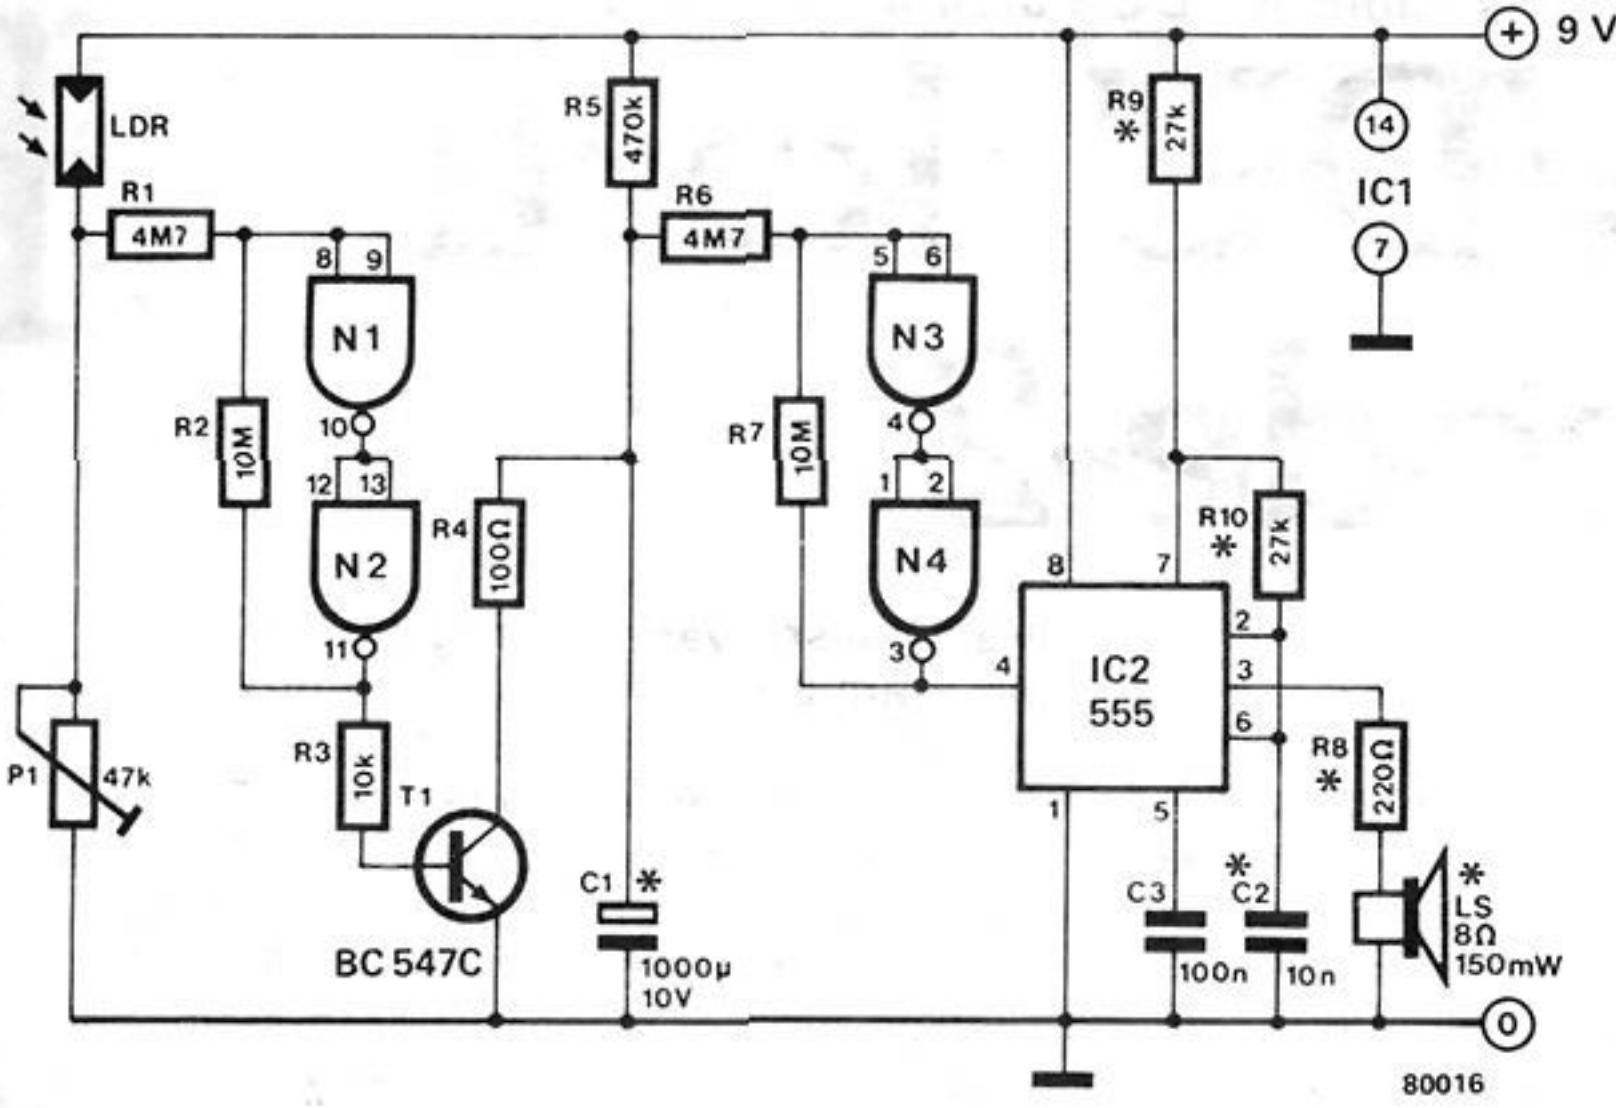 + 9 V
LDR
R1
4M7
R5
470k
R6
4M7
R9
*
27k
14
IC1
7
8 9
N1
10
R2
10M
12 13
N2
11
R3
10k
T1
BC 547C
P1
47k
R4
100Ω
C1 *
1000μ
10V
5 6
N3
4
R7
10M
1 2
N4
3
4
8
7
IC2
555
2
3
6
1
5
R10
*
27k
R8
*
220Ω
C3
100n
*
C2
10n
*
LS
8Ω
150mW
0
80016